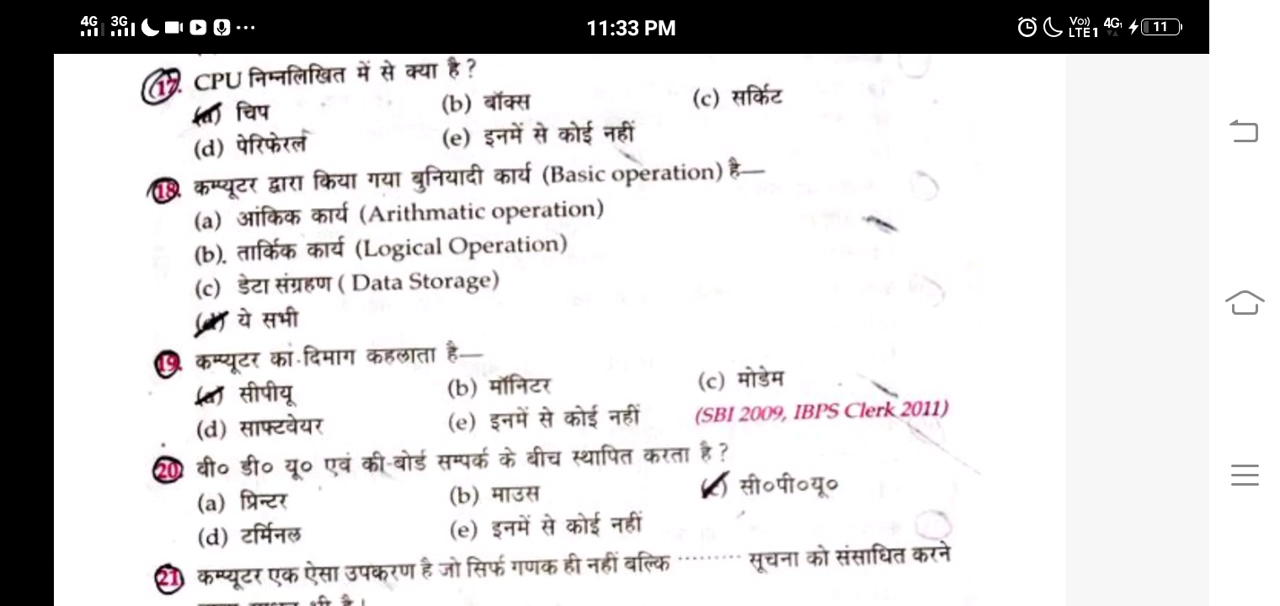 4G 3G 11:33 PM Vo)) LTE1 4G 11
17. CPU निम्नलिखित में से क्या है ?
(a) चिप (b) बॉक्स (c) सर्किट
(d) पेरिफेरल (e) इनमें से कोई नहीं
18. कम्प्यूटर द्वारा किया गया बुनियादी कार्य (Basic operation) है—
(a) आंकिक कार्य (Arithmatic operation)
(b). तार्किक कार्य (Logical Operation)
(c) डेटा संग्रहण ( Data Storage)
(d) ये सभी
19. कम्प्यूटर का दिमाग कहलाता है—
(a) सीपीयू (b) मॉनिटर (c) मोडेम
(d) साफ्टवेयर (e) इनमें से कोई नहीं (SBI 2009, IBPS Clerk 2011)
20. वी० डी० यू० एवं की-बोर्ड सम्पर्क के बीच स्थापित करता है ?
(a) प्रिन्टर (b) माउस (c) सी०पी०यू०
(d) टर्मिनल (e) इनमें से कोई नहीं
21. कम्प्यूटर एक ऐसा उपकरण है जो सिर्फ गणक ही नहीं बल्कि ......... सूचना को संसाधित करने